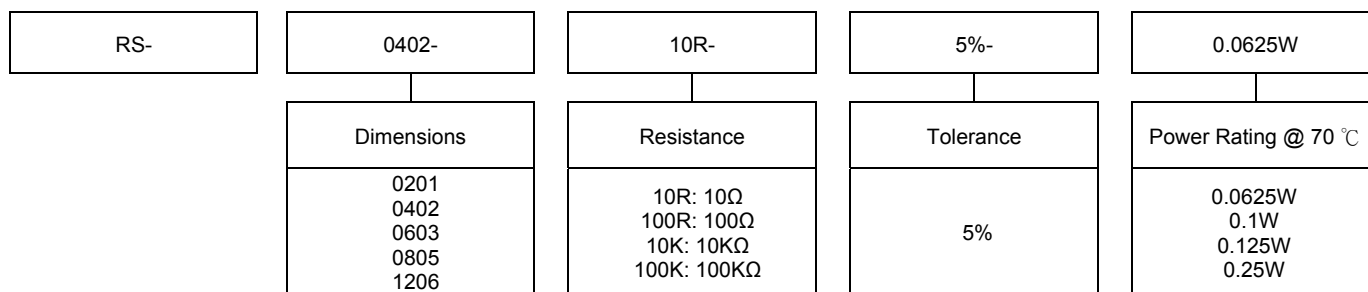 RS-
0402-
10R-
5%-
0.0625W
Dimensions
Resistance
Tolerance
Power Rating @ 70 ℃
0201
0402
0603
0805
1206
10R: 10Ω
100R: 100Ω
10K: 10KΩ
100K: 100KΩ
5%
0.0625W
0.1W
0.125W
0.25W